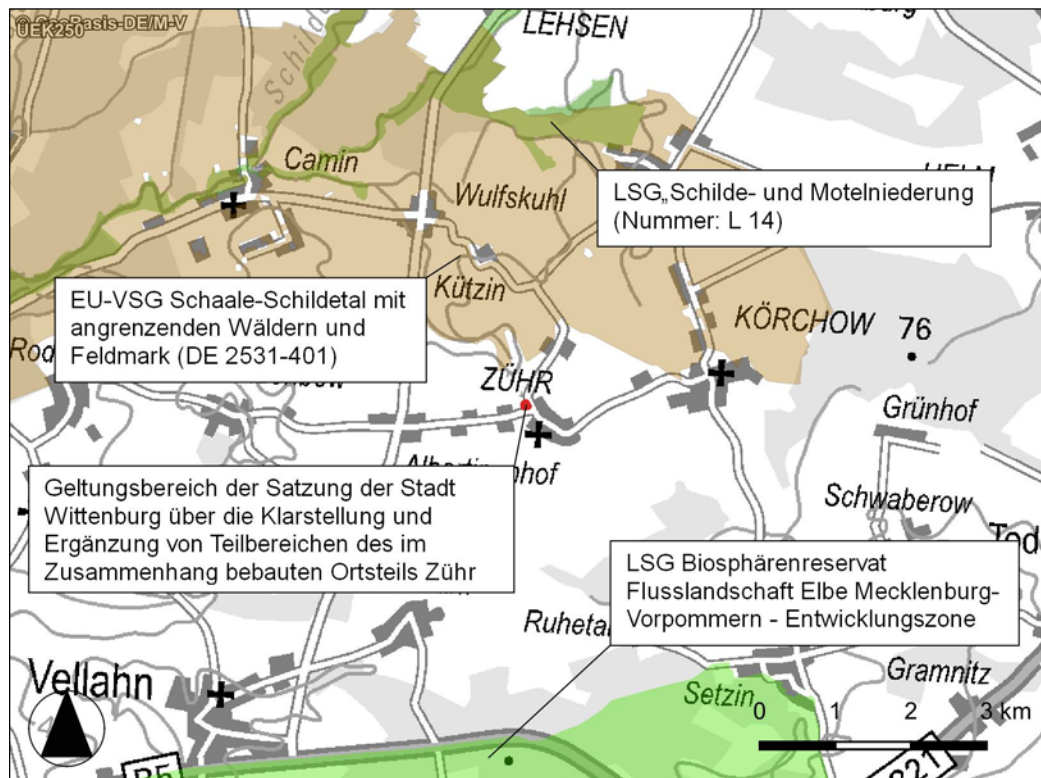 © GeoBasis-DE/M-V
UEK250
LEHSEN
Camin
Wulfskuhl
LSG„Schilde- und Motelniederung
(Nummer: L 14)
EU-VSG Schaale-Schildetal mit
angrenzenden Wäldern und
Feldmark (DE 2531-401)
Kützin
KÖRCHOW
76
ZÜHR
Grünhof
Geltungsbereich der Satzung der Stadt
Wittenburg über die Klarstellung und
Ergänzung von Teilbereichen des im
Zusammenhang bebauten Ortsteils Zühr
Schwaberow
LSG Biosphärenreservat
Flusslandschaft Elbe Mecklenburg-
Vorpommern - Entwicklungszone
Vellahn
Setzin
Gramnitz
0 1 2 3 km
B5